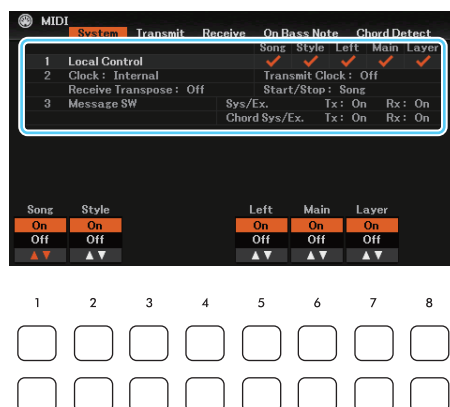 MIDI
System Transmit Receive On Bass Note Chord Detect
Song Style Left Main Layer
1 Local Control
2 Clock : Internal Transmit Clock : Off
Receive Transpose : Off Start/Stop : Song
3 Message SW Sys/Ex. Tx : On Rx : On
Chord Sys/Ex. Tx : On Rx : On
Song Style Left Main Layer
On On On On On
Off Off Off Off Off
1 2 3 4 5 6 7 8